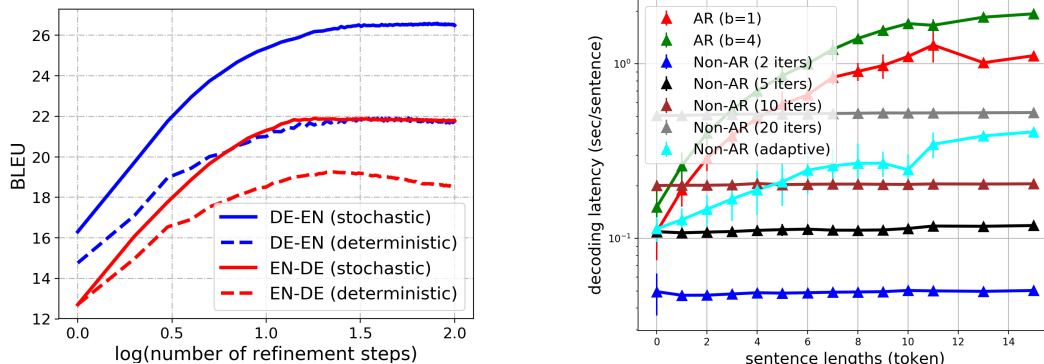 26
24
22
20
18
16
14
12
BLEU
DE-EN (stochastic)
DE-EN (deterministic)
EN-DE (stochastic)
EN-DE (deterministic)
0.0 0.5 1.0 1.5 2.0
log(number of refinement steps)
AR (b=1)
AR (b=4)
Non-AR (2 iters)
Non-AR (5 iters)
Non-AR (10 iters)
Non-AR (20 iters)
Non-AR (adaptive)
10⁰
10⁻¹
decoding latency (sec/sentence)
0 2 4 6 8 10 12 14
sentence lengths (token)